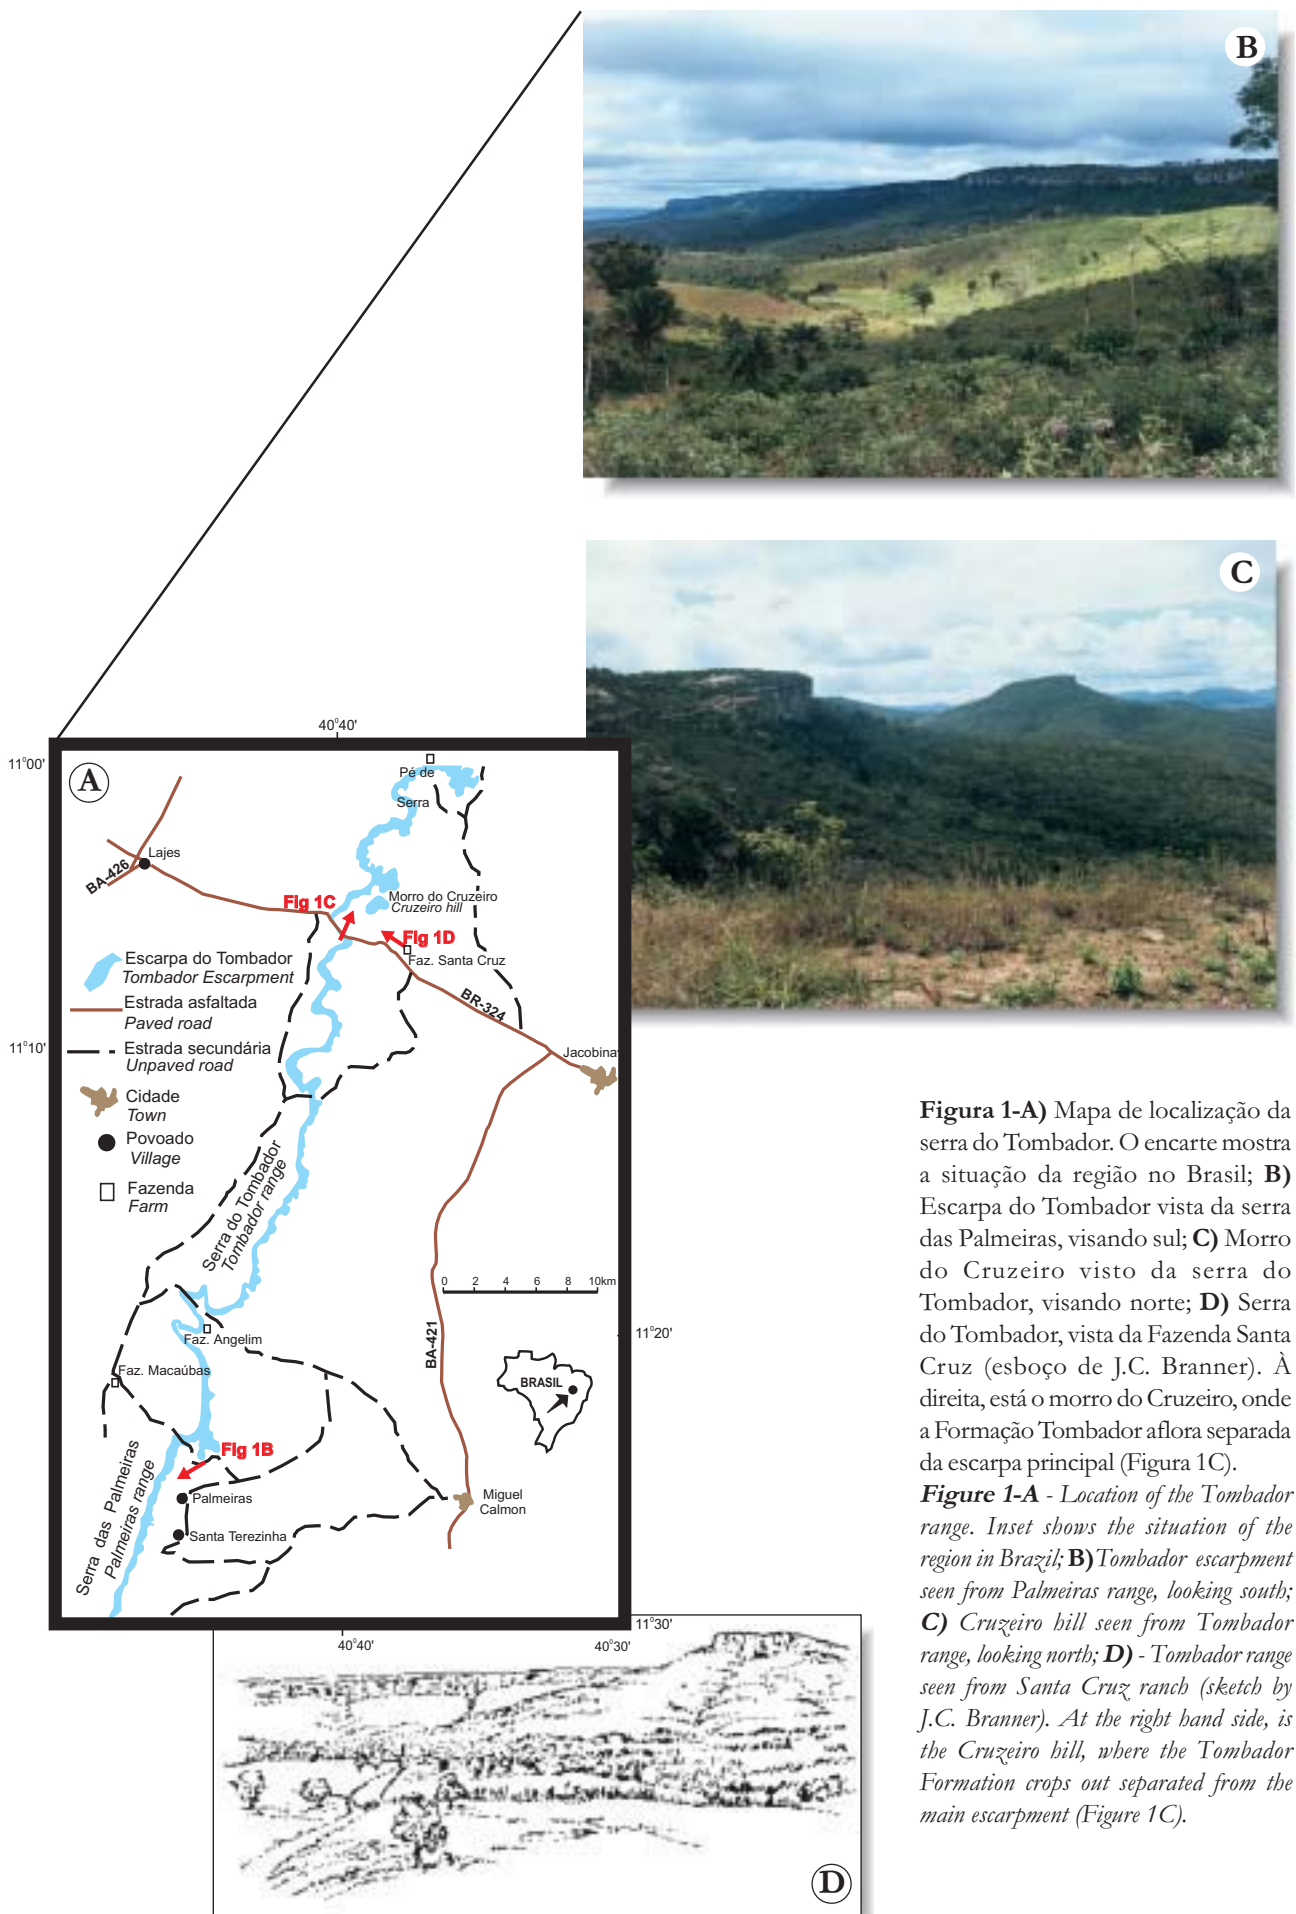 B
C
40°40'
11°00'
A
Pé de
Serra
Lajes
BA-426
Morro do Cruzeiro
Cruzeiro hill
Fig 1C
Fig 1D
Faz. Santa Cruz
Escarpa do Tombador
Tombador Escarpment
Estrada asfaltada
Paved road
BR-324
11°10'
Estrada secundária
Unpaved road
Jacobina
Cidade
Town
Povoado
Village
Fazenda
Farm
Serra do Tombador
Tombador range
0 2 4 6 8 10km
Faz. Angelim
BA-421
11°20'
Faz. Macaúbas
BRASIL
Fig 1B
Serra das Palmeiras
Palmeiras range
Palmeiras
Miguel
Calmon
Santa Terezinha
11°30'
40°40'
40°30'
D
Figura 1-A) Mapa de localização da
serra do Tombador. O encarte mostra
a situação da região no Brasil; B)
Escarpa do Tombador vista da serra
das Palmeiras, visando sul; C) Morro
do Cruzeiro visto da serra do
Tombador, visando norte; D) Serra
do Tombador, vista da Fazenda Santa
Cruz (esboço de J.C. Branner). À
direita, está o morro do Cruzeiro, onde
a Formação Tombador aflora separada
da escarpa principal (Figura 1C).
Figure 1-A - Location of the Tombador
range. Inset shows the situation of the
region in Brazil; B) Tombador escarpment
seen from Palmeiras range, looking south;
C) Cruzeiro hill seen from Tombador
range, looking north; D) - Tombador range
seen from Santa Cruz ranch (sketch by
J.C. Branner). At the right hand side, is
the Cruzeiro hill, where the Tombador
Formation crops out separated from the
main escarpment (Figure 1C).